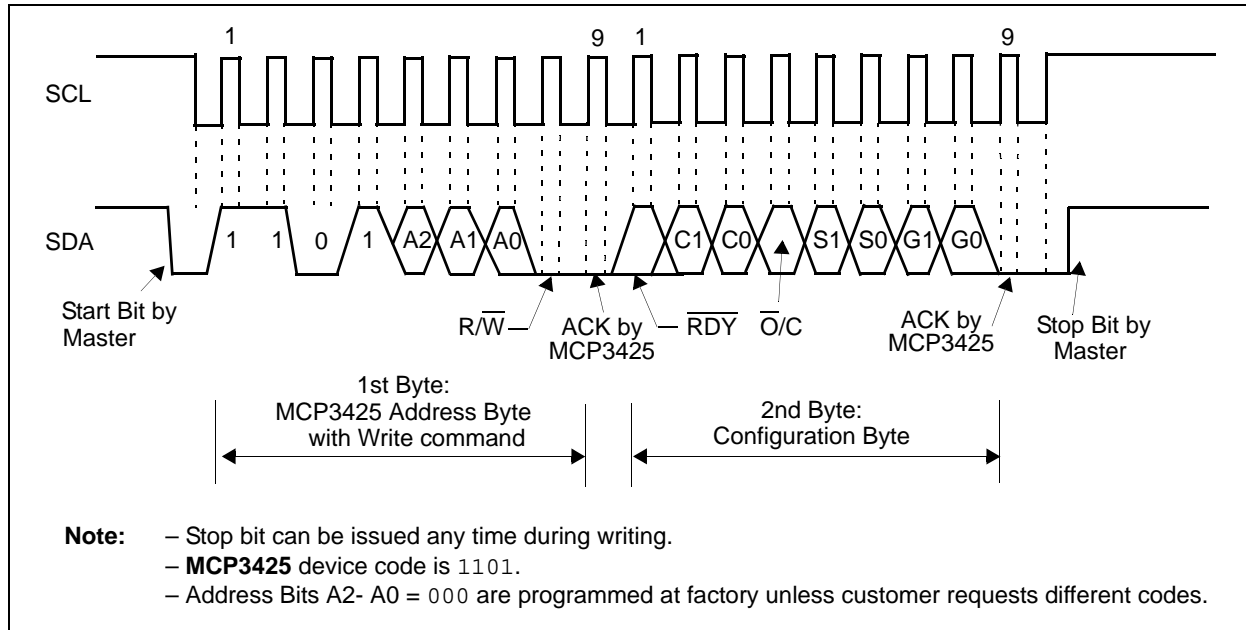 1 9 1 9
SCL
SDA 1 1 0 1 A2 A1 A0 C1 C0 S1 S0 G1 G0
Start Bit by
Master
R/W̅
ACK by
MCP3425
R̅D̅Y̅
O̅/C
ACK by
MCP3425
Stop Bit by
Master
1st Byte:
MCP3425 Address Byte
with Write command
2nd Byte:
Configuration Byte
Note: – Stop bit can be issued any time during writing.
– MCP3425 device code is 1101.
– Address Bits A2- A0 = 000 are programmed at factory unless customer requests different codes.